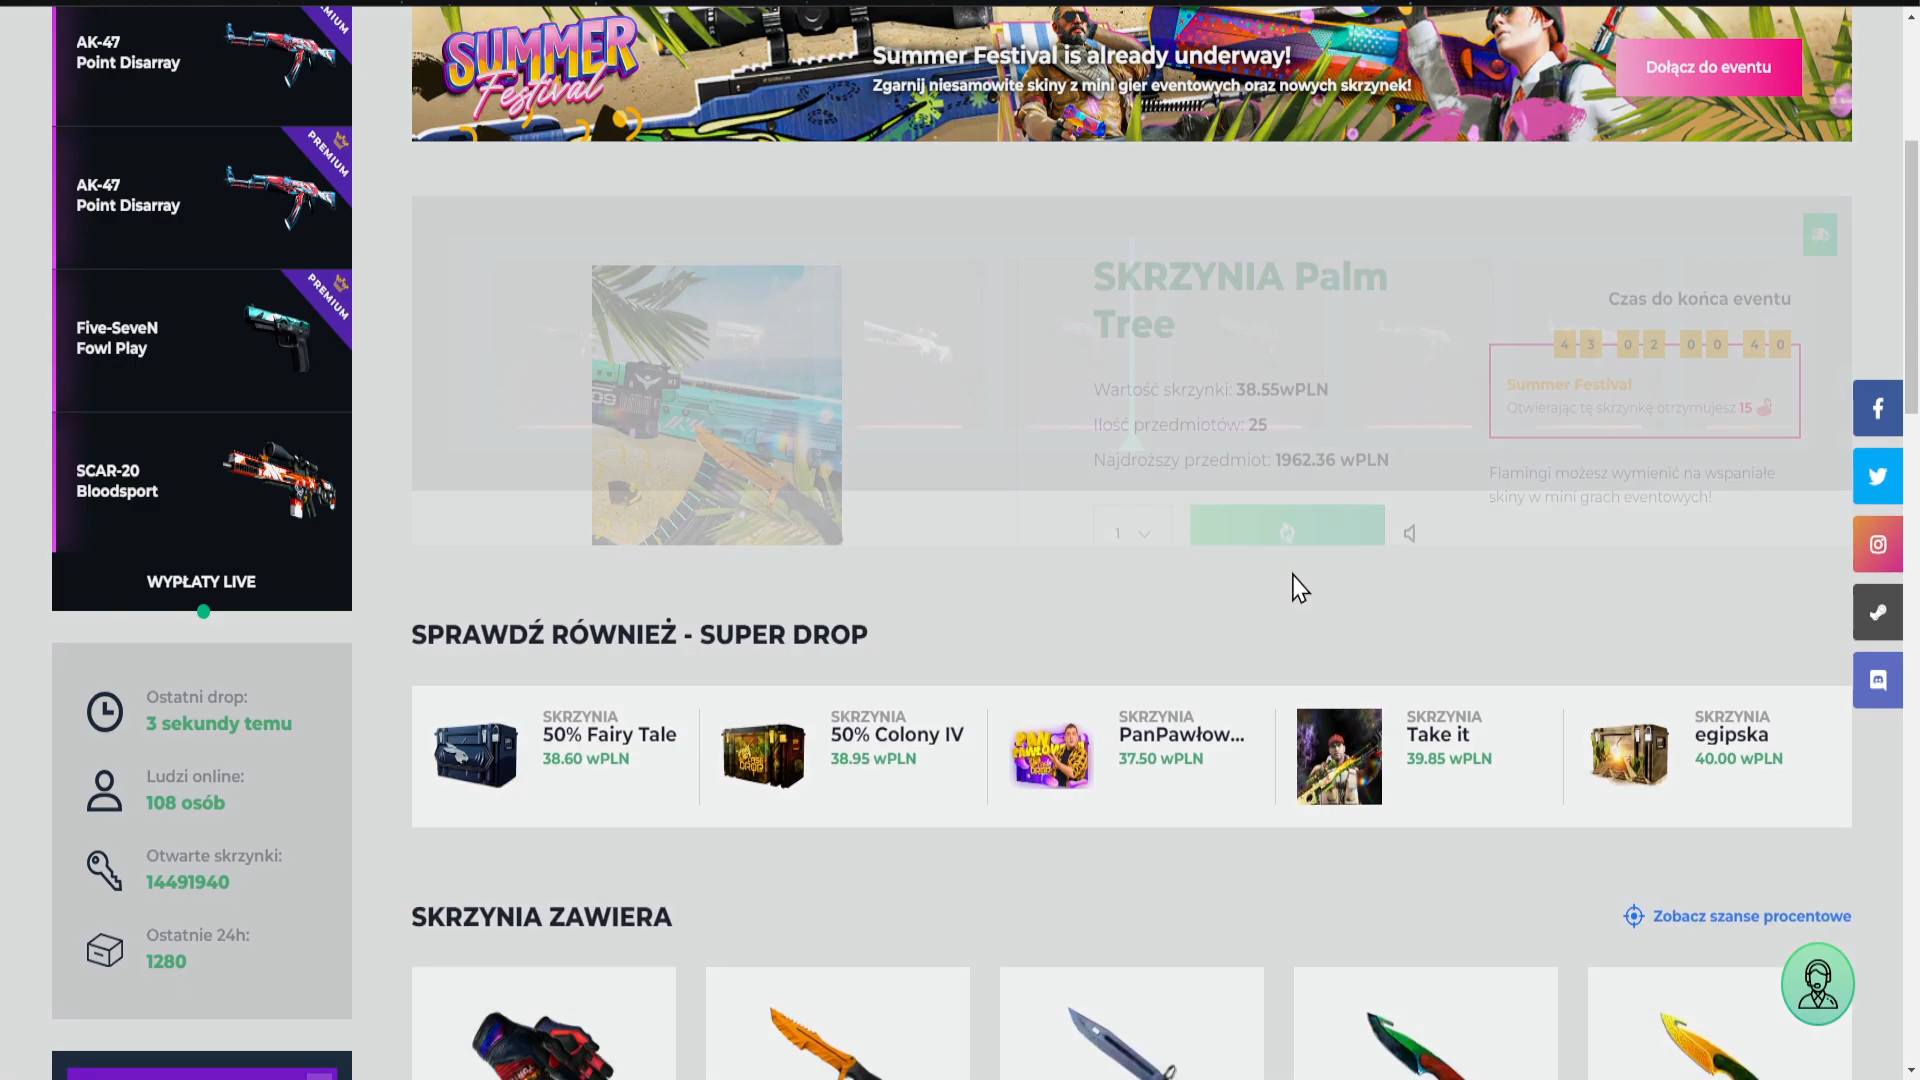 AK-47
Point Disarray
PREMIUM
AK-47
Point Disarray
PREMIUM
Five-SeveN
Fowl Play
PREMIUM
SCAR-20
Bloodsport
WYPŁATY LIVE
Ostatni drop:
3 sekundy temu
Ludzi online:
108 osób
Otwarte skrzynki:
14491940
Ostatnie 24h:
1280
SUMMER
Festival
Summer Festival is already underway!
Zgarnij niesamowite skiny z mini gier eventowych oraz nowych skrzynek!
Dołącz do eventu
SKRZYNIA Palm
Tree
Wartość skrzynki: 38.55wPLN
Ilość przedmiotów: 25
Najdroższy przedmiot: 1962.36 wPLN
1
Czas do końca eventu
4 3 0 2 0 0 4 0
Summer Festival
Otwierając tę skrzynkę otrzymujesz 15
Flamingi możesz wymienić na wspaniałe
skiny w mini grach eventowych!
SPRAWDŹ RÓWNIEŻ - SUPER DROP
SKRZYNIA
50% Fairy Tale
38.60 wPLN
SKRZYNIA
50% Colony IV
38.95 wPLN
SKRZYNIA
PanPawłow...
37.50 wPLN
SKRZYNIA
Take it
39.85 wPLN
SKRZYNIA
egipska
40.00 wPLN
SKRZYNIA ZAWIERA
Zobacz szanse procentowe